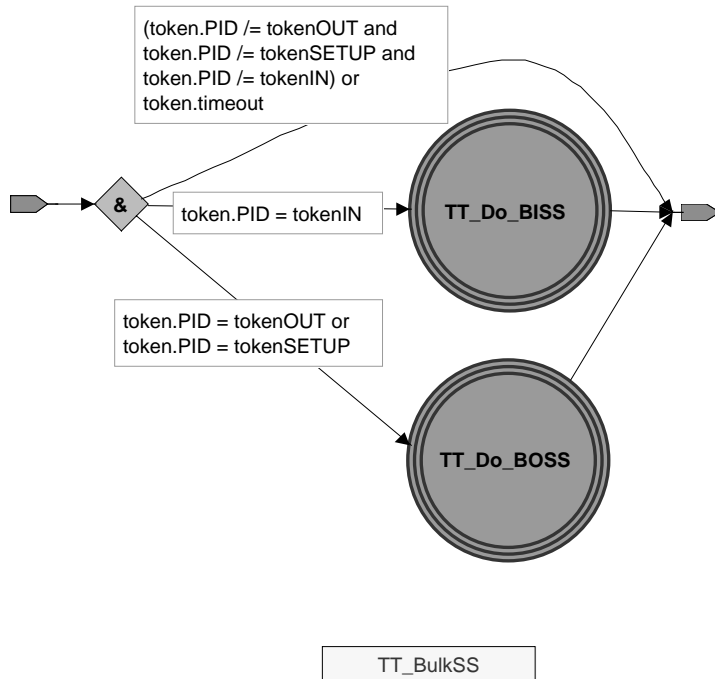 (token.PID /= tokenOUT and
token.PID /= tokenSETUP and
token.PID /= tokenIN) or
token.timeout
&
token.PID = tokenIN
TT_Do_BISS
token.PID = tokenOUT or
token.PID = tokenSETUP
TT_Do_BOSS
TT_BulkSS